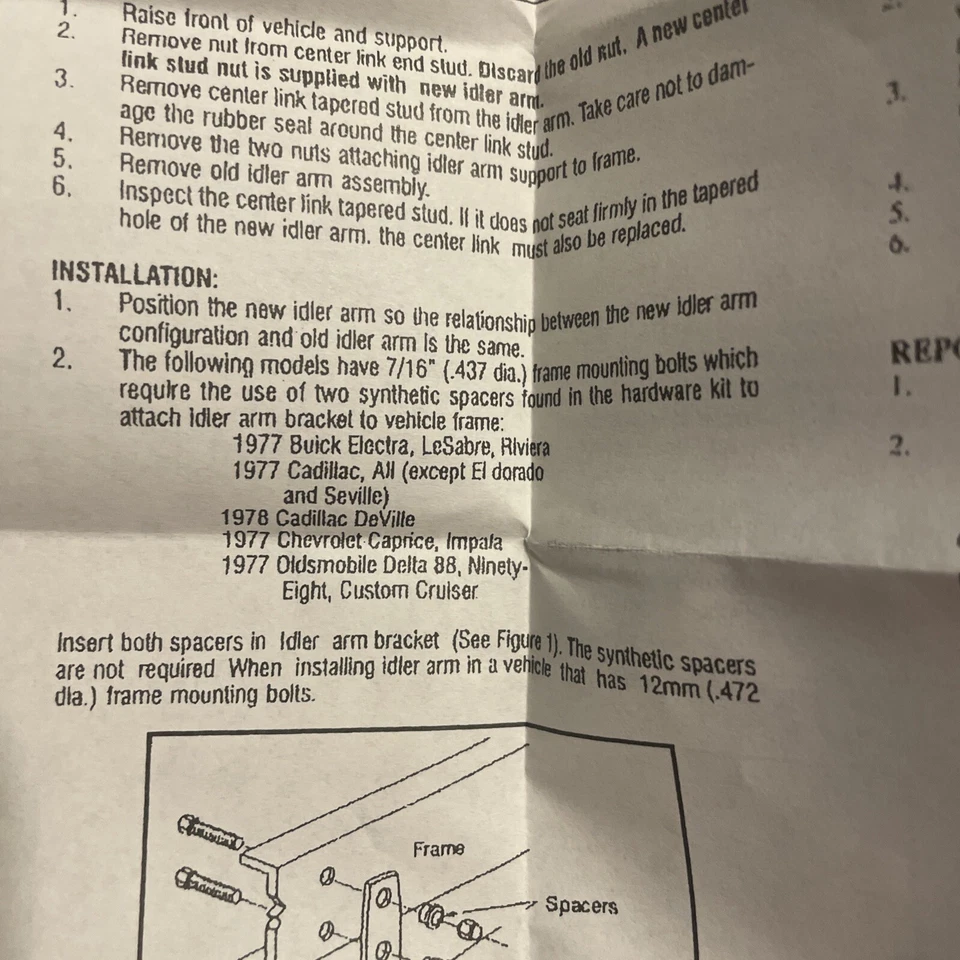 1. Raise front of vehicle and support.
2. Remove nut from center link end stud. Discard the old nut. A new center
link stud nut is supplied with new idler arm.
3. Remove center link tapered stud from the idler arm. Take care not to dam-
age the rubber seal around the center link stud.
4. Remove the two nuts attaching idler arm support to frame.
5. Remove old idler arm assembly.
6. Inspect the center link tapered stud. If it does not seat firmly in the tapered
hole of the new idler arm. the center link must also be replaced.
INSTALLATION:
1. Position the new idler arm so the relationship between the new idler arm
configuration and old idler arm is the same.
2. The following models have 7/16" (.437 dia.) frame mounting bolts which
require the use of two synthetic spacers found in the hardware kit to
attach idler arm bracket to vehicle frame:
1977 Buick Electra, LeSabre, Riviera
1977 Cadillac, All (except El dorado
and Seville)
1978 Cadillac DeVille
1977 Chevrolet Caprice, Impala
1977 Oldsmobile Delta 88, Ninety-
Eight, Custom Cruiser
Insert both spacers in Idler arm bracket (See Figure 1). The synthetic spacers
are not required When installing idler arm in a vehicle that has 12mm (.472
dia.) frame mounting bolts.
Frame
Spacers
3.
4.
5.
6.
REPO
1.
2.